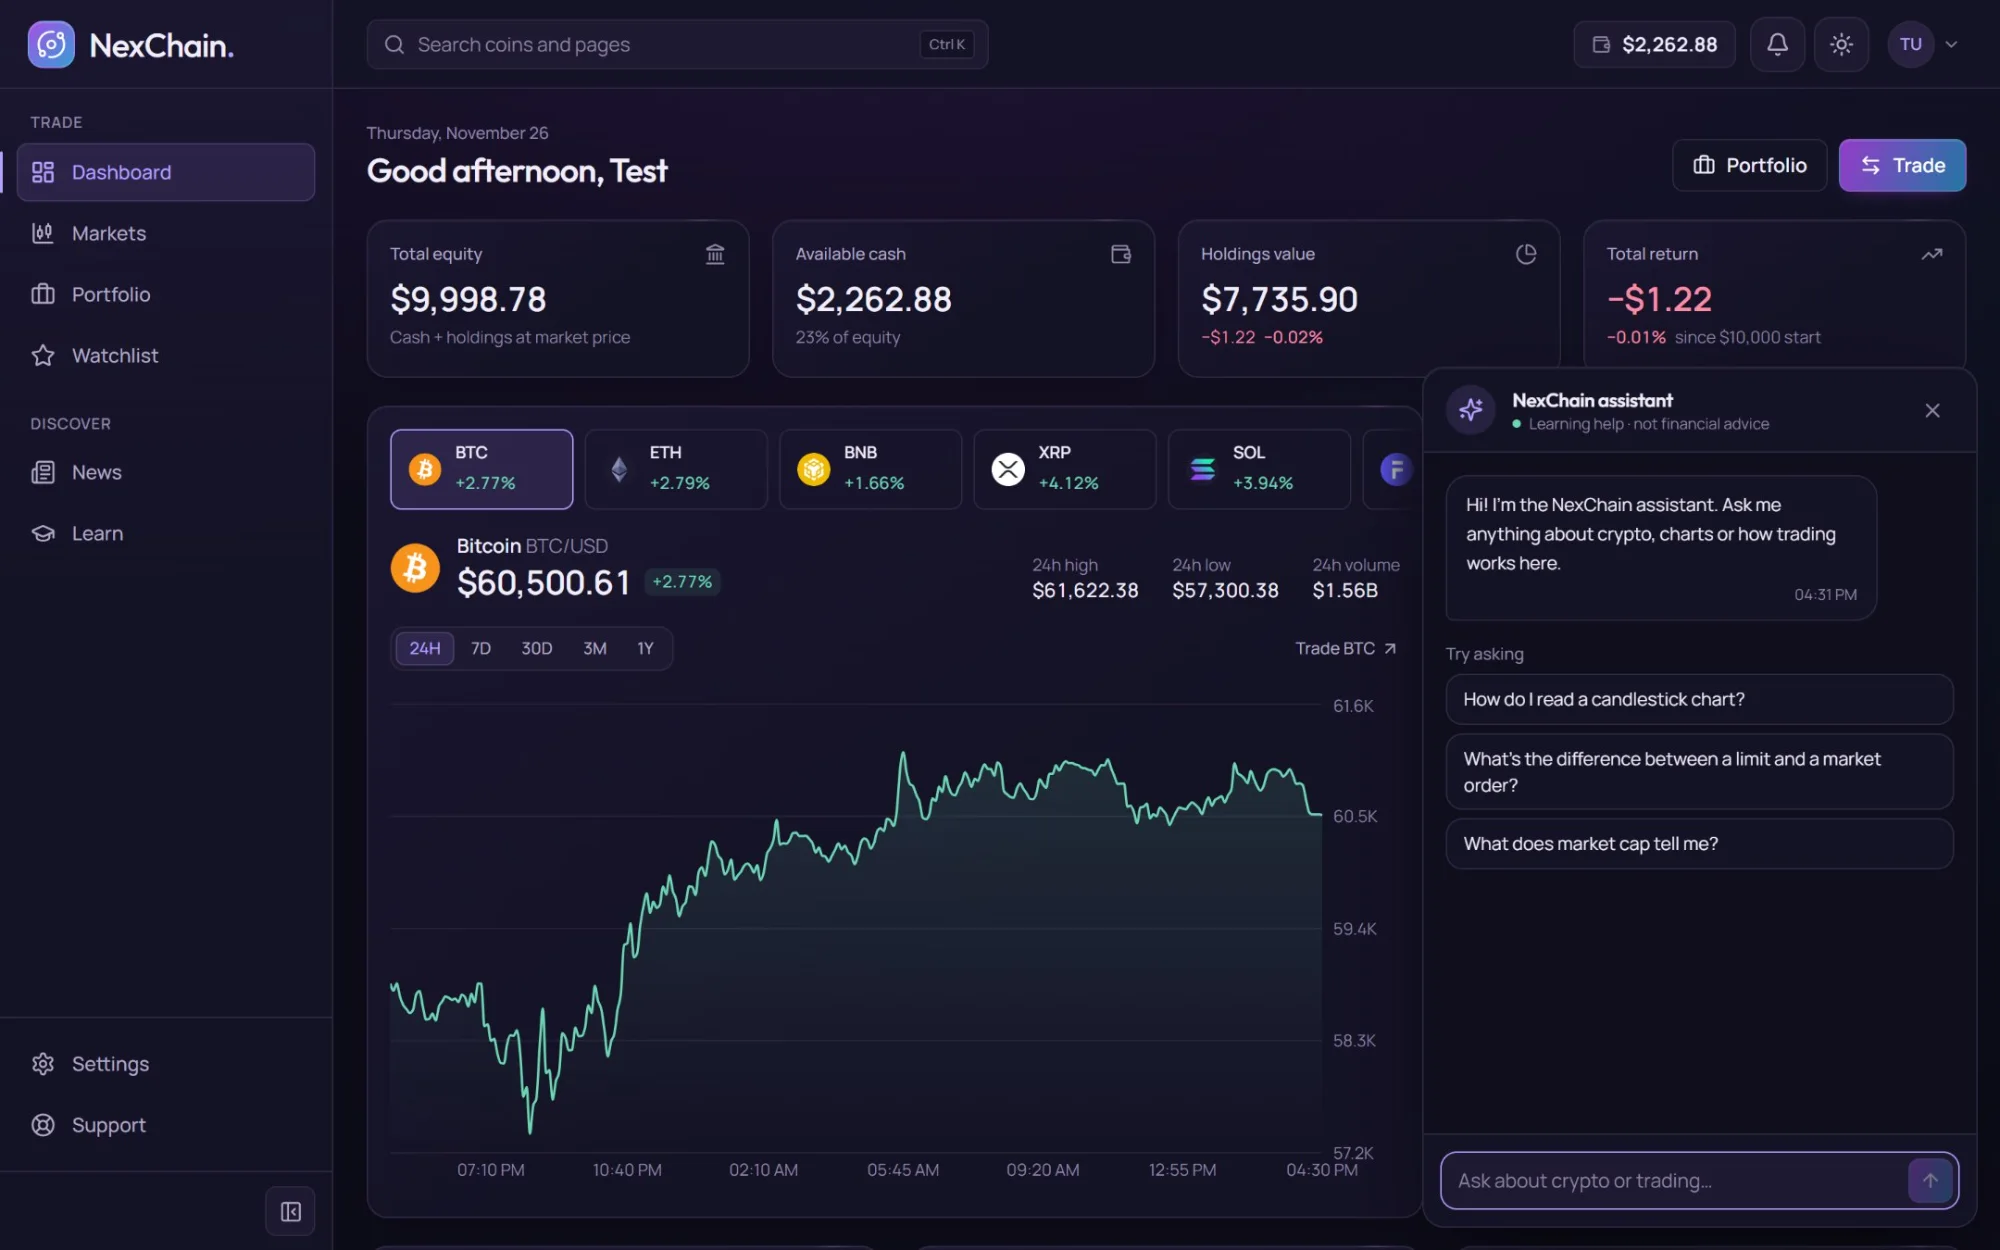 NexChain.
Search coins and pages
Ctrl K
$2,262.88
TU
TRADE
Dashboard
Markets
Portfolio
Watchlist
DISCOVER
News
Learn
Settings
Support
Thursday, November 26
Good afternoon, Test
Portfolio
Trade
Total equity
$9,998.78
Cash + holdings at market price
Available cash
$2,262.88
23% of equity
Holdings value
$7,735.90
−$1.22 −0.02%
Total return
−$1.22
−0.01% since $10,000 start
BTC
+2.77%
ETH
+2.79%
BNB
+1.66%
XRP
+4.12%
SOL
+3.94%
Bitcoin BTC/USD
$60,500.61 +2.77%
24h high
$61,622.38
24h low
$57,300.38
24h volume
$1.56B
24H 7D 30D 3M 1Y
Trade BTC
61.6K
60.5K
59.4K
58.3K
57.2K
07:10 PM 10:40 PM 02:10 AM 05:45 AM 09:20 AM 12:55 PM 04:30 PM
NexChain assistant
Learning help · not financial advice
Hi! I'm the NexChain assistant. Ask me
anything about crypto, charts or how trading
works here.
04:31 PM
Try asking
How do I read a candlestick chart?
What's the difference between a limit and a market
order?
What does market cap tell me?
Ask about crypto or trading…